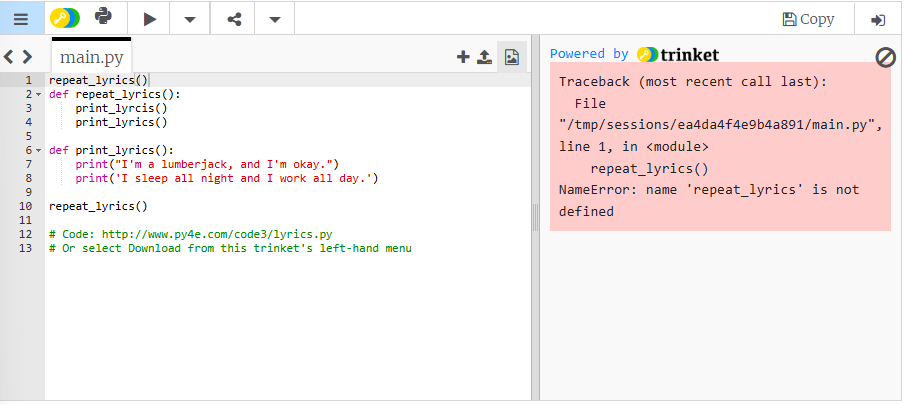 Copy
main.py
1 repeat_lyrics()
2 def repeat_lyrics():
3 print_lyrcis()
4 print_lyrics()
5
6 def print_lyrics():
7 print("I'm a lumberjack, and I'm okay.")
8 print('I sleep all night and I work all day.')
9
10 repeat_lyrics()
11
12 # Code: http://www.py4e.com/code3/lyrics.py
13 # Or select Download from this trinket's left-hand menu
Powered by trinket
Traceback (most recent call last):
File
"/tmp/sessions/ea4da4f4e9b4a891/main.py",
line 1, in <module>
repeat_lyrics()
NameError: name 'repeat_lyrics' is not
defined